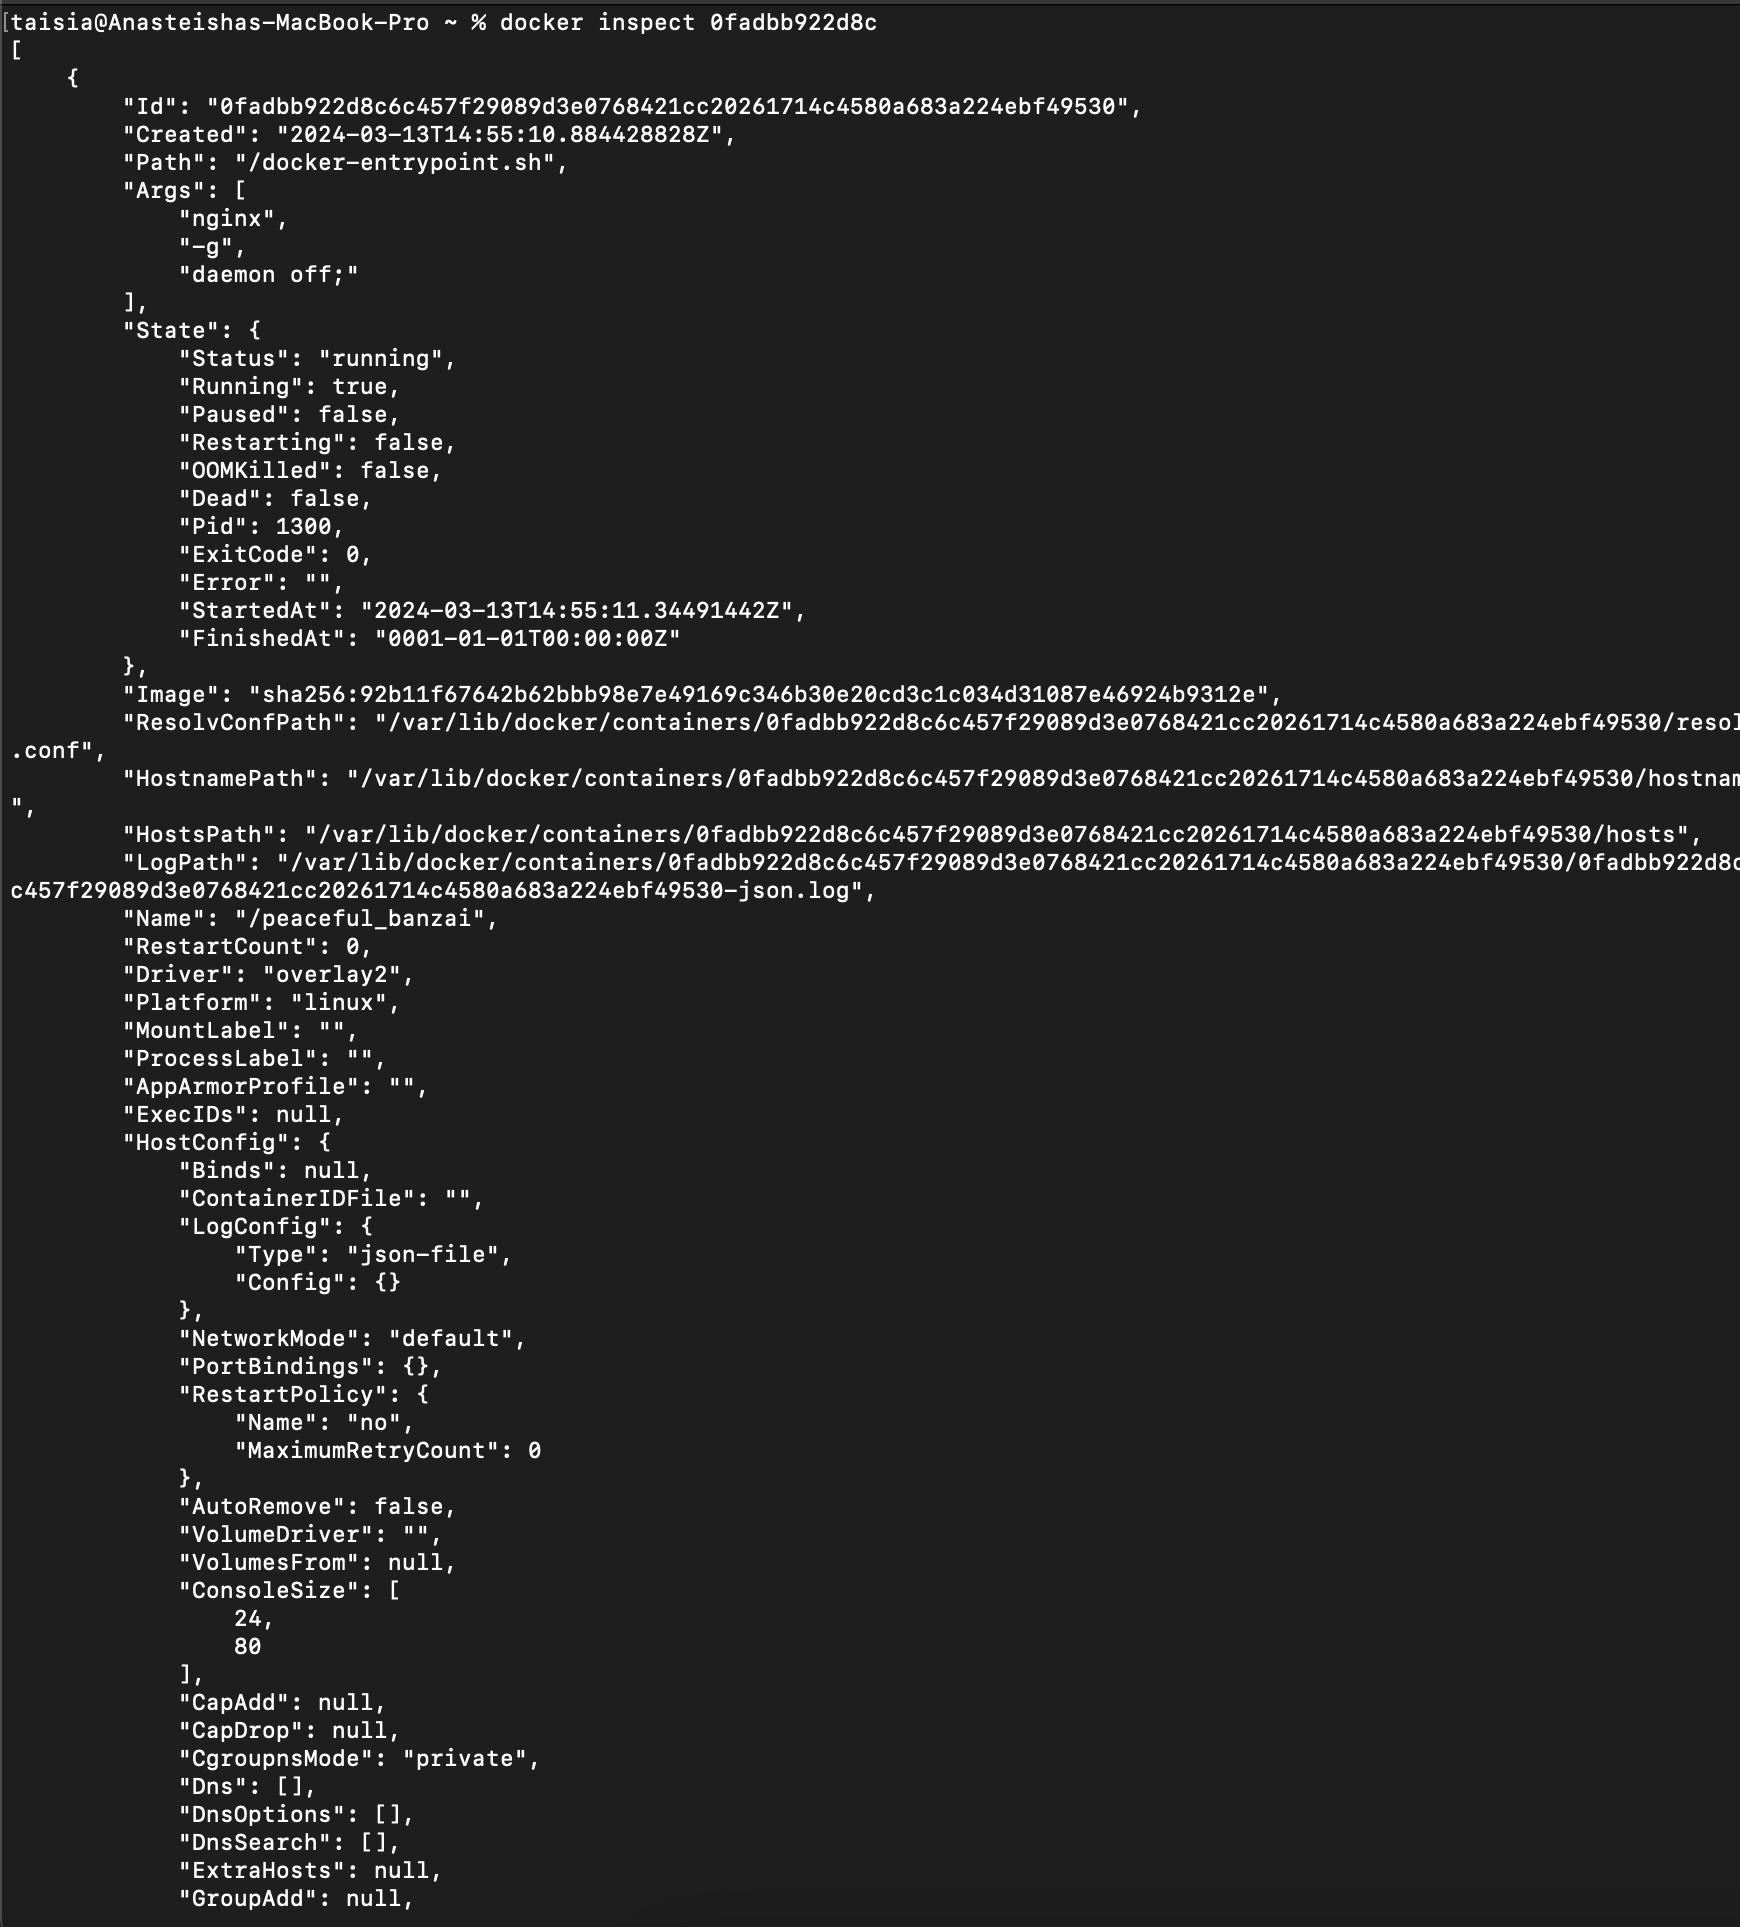 [taisia@Anasteishas-MacBook-Pro ~ % docker inspect 0fadbb922d8c
[
    {
        "Id": "0fadbb922d8c6c457f29089d3e0768421cc20261714c4580a683a224ebf49530",
        "Created": "2024-03-13T14:55:10.884428828Z",
        "Path": "/docker-entrypoint.sh",
        "Args": [
            "nginx",
            "-g",
            "daemon off;"
        ],
        "State": {
            "Status": "running",
            "Running": true,
            "Paused": false,
            "Restarting": false,
            "OOMKilled": false,
            "Dead": false,
            "Pid": 1300,
            "ExitCode": 0,
            "Error": "",
            "StartedAt": "2024-03-13T14:55:11.34491442Z",
            "FinishedAt": "0001-01-01T00:00:00Z"
        },
        "Image": "sha256:92b11f67642b62bbb98e7e49169c346b30e20cd3c1c034d31087e46924b9312e",
        "ResolvConfPath": "/var/lib/docker/containers/0fadbb922d8c6c457f29089d3e0768421cc20261714c4580a683a224ebf49530/resol
.conf",
        "HostnamePath": "/var/lib/docker/containers/0fadbb922d8c6c457f29089d3e0768421cc20261714c4580a683a224ebf49530/hostnam
",
        "HostsPath": "/var/lib/docker/containers/0fadbb922d8c6c457f29089d3e0768421cc20261714c4580a683a224ebf49530/hosts",
        "LogPath": "/var/lib/docker/containers/0fadbb922d8c6c457f29089d3e0768421cc20261714c4580a683a224ebf49530/0fadbb922d8c
c457f29089d3e0768421cc20261714c4580a683a224ebf49530-json.log",
        "Name": "/peaceful_banzai",
        "RestartCount": 0,
        "Driver": "overlay2",
        "Platform": "linux",
        "MountLabel": "",
        "ProcessLabel": "",
        "AppArmorProfile": "",
        "ExecIDs": null,
        "HostConfig": {
            "Binds": null,
            "ContainerIDFile": "",
            "LogConfig": {
                "Type": "json-file",
                "Config": {}
            },
            "NetworkMode": "default",
            "PortBindings": {},
            "RestartPolicy": {
                "Name": "no",
                "MaximumRetryCount": 0
            },
            "AutoRemove": false,
            "VolumeDriver": "",
            "VolumesFrom": null,
            "ConsoleSize": [
                24,
                80
            ],
            "CapAdd": null,
            "CapDrop": null,
            "CgroupnsMode": "private",
            "Dns": [],
            "DnsOptions": [],
            "DnsSearch": [],
            "ExtraHosts": null,
            "GroupAdd": null,